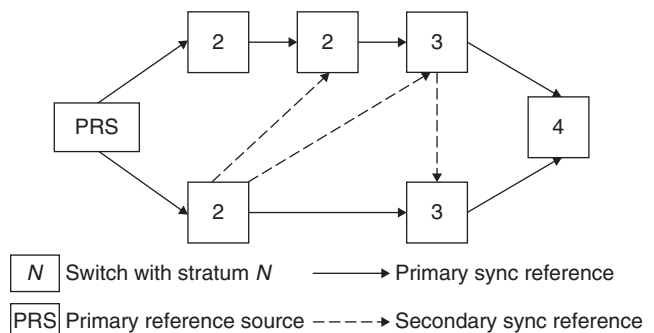 2 2 3
PRS
4
2 3
N Switch with stratum N Primary sync reference
PRS Primary reference source Secondary sync reference